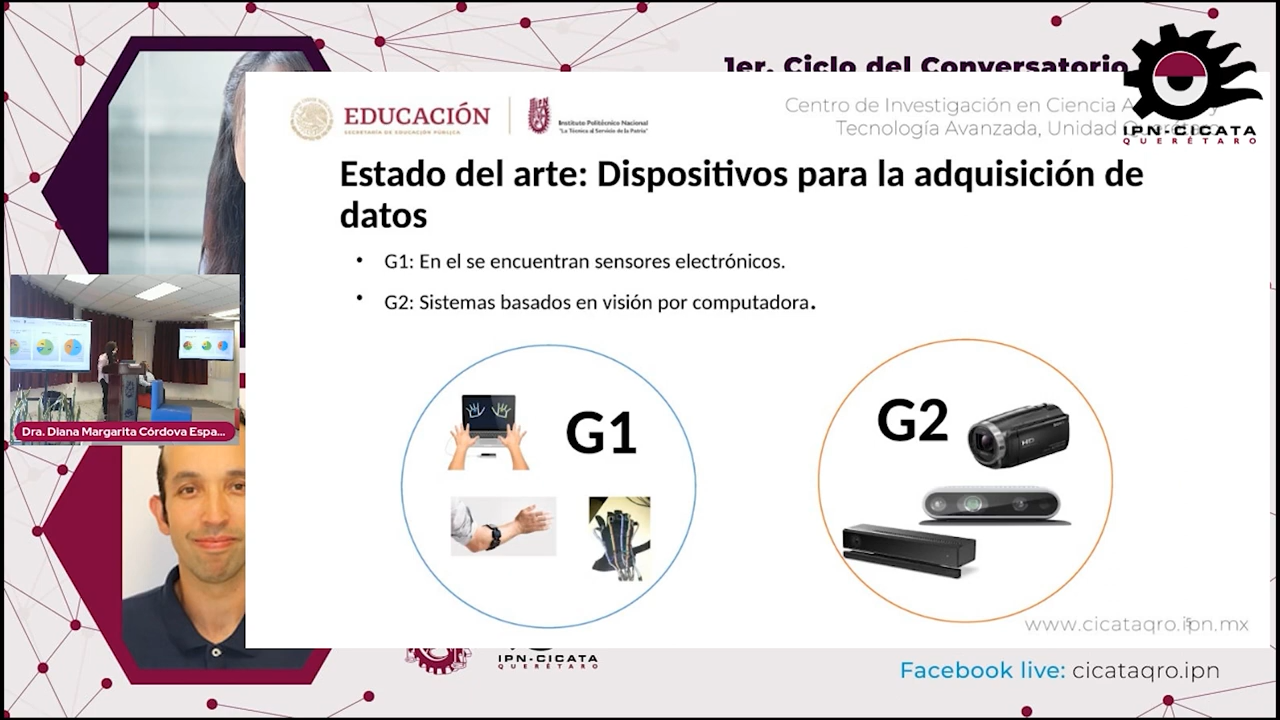 1er. Ciclo del Conversatorio
IPN-CICATA
QUERÉTARO
EDUCACIÓN
SECRETARÍA DE EDUCACIÓN PÚBLICA
Instituto Politécnico Nacional
"La Técnica al Servicio de la Patria"
Centro de Investigación en Ciencia
Tecnología Avanzada, Unidad
Estado del arte: Dispositivos para la adquisición de
datos
• G1: En el se encuentran sensores electrónicos.
• G2: Sistemas basados en visión por computadora.
Dra. Diana Margarita Córdova Espa...
G1
G2
www.cicataqro.ipn.mx
IPN-CICATA
QUERÉTARO
Facebook live: cicataqro.ipn